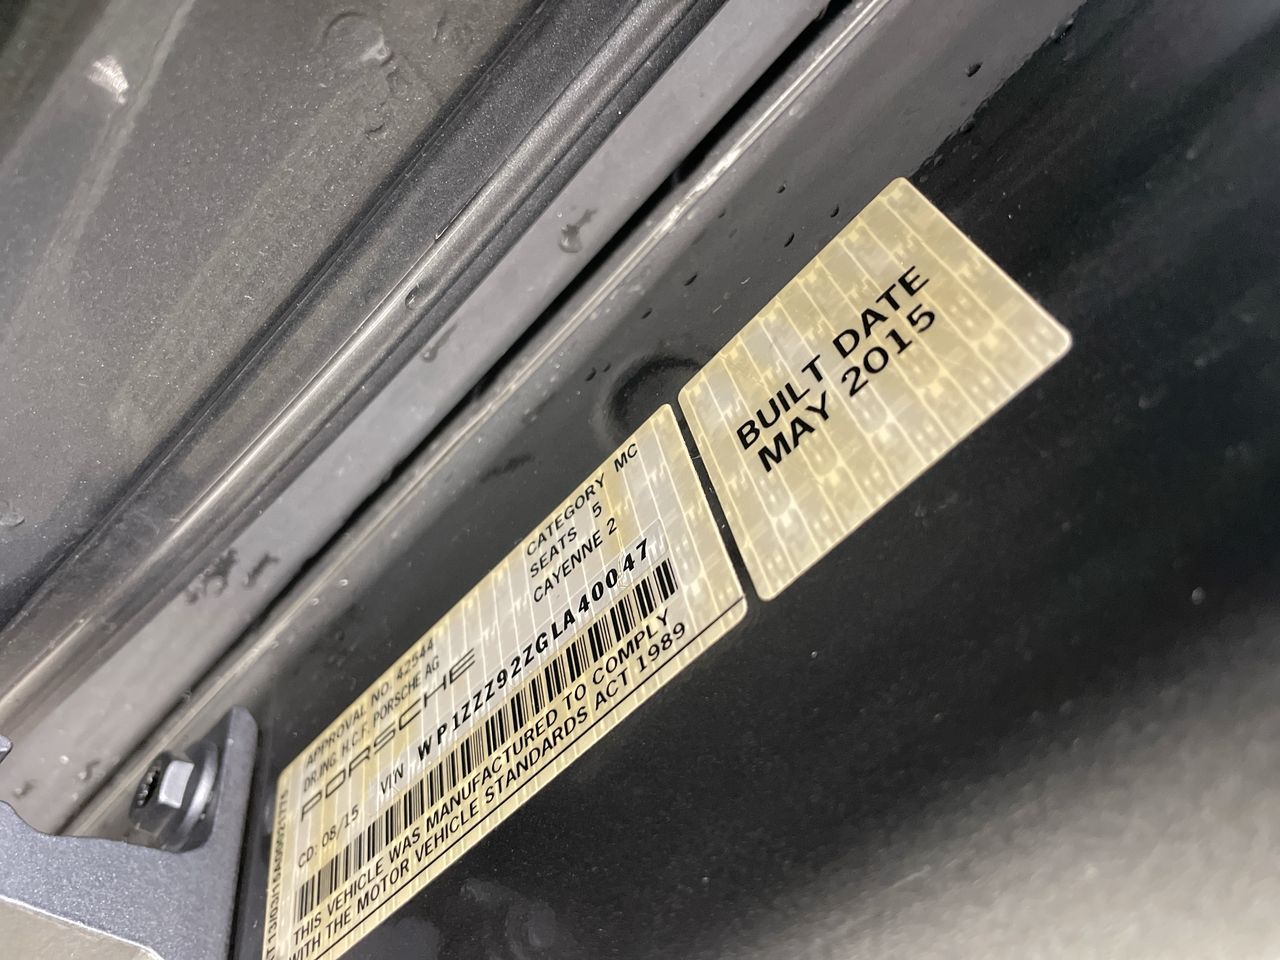 BUILT DATE
MAY 2015
APPROVAL NO. 42544 CATEGORY MC
DR.ING. H.C.F. PORSCHE AG SEATS 5
PORSCHE CAYENNE 2
CD: 08/15 VIN WP1ZZZ92ZGLA40047
THIS VEHICLE WAS MANUFACTURED TO COMPLY
WITH THE MOTOR VEHICLE STANDARDS ACT 1989